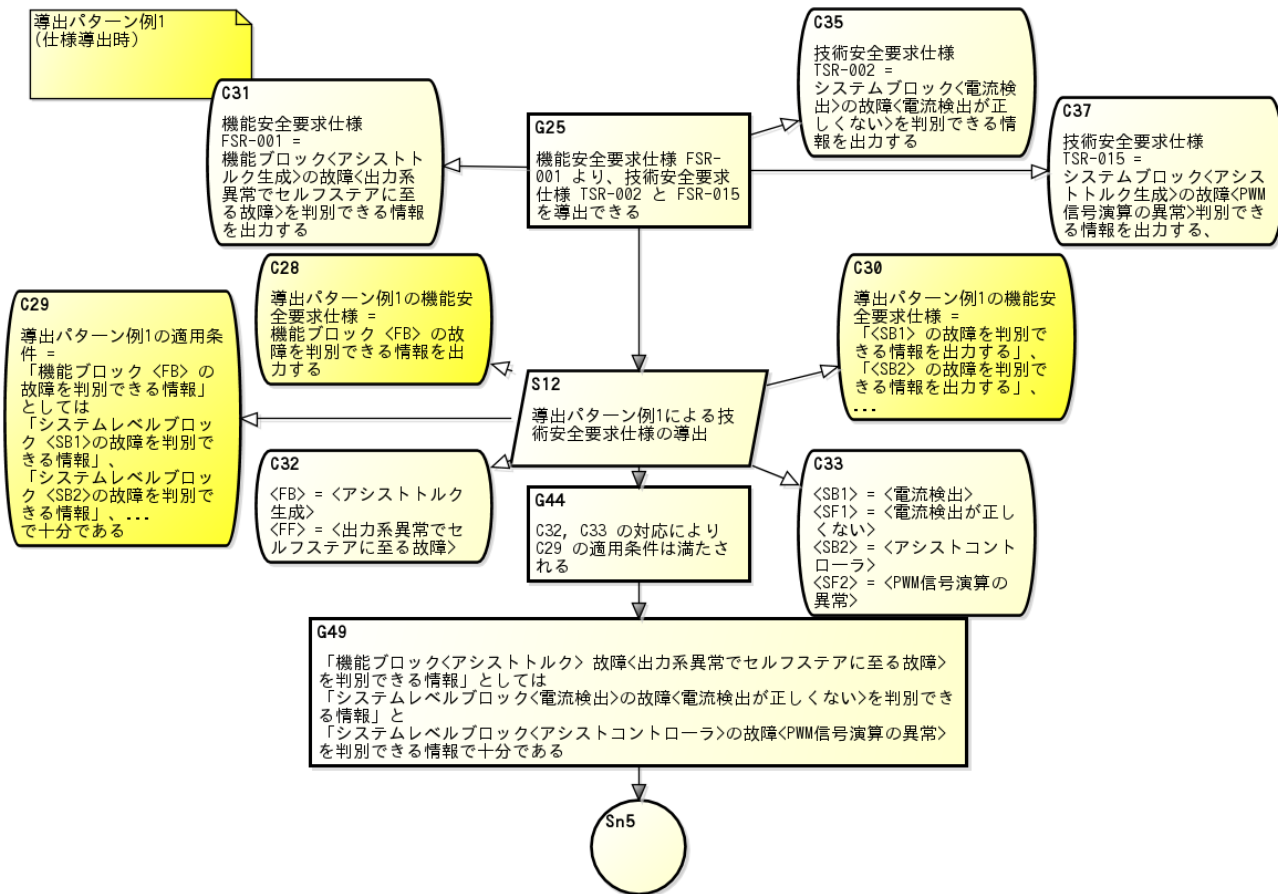 導出パターン例1
(仕様導出時)
C35
技術安全要求仕様
TSR-002 =
システムブロック<電流検
出>の故障<電流検出が正
しくない>を判別できる情
報を出力する
C31
機能安全要求仕様
FSR-001 =
機能ブロック<アシストト
ルク生成>の故障<出力系
異常でセルフステアに至
る故障>を判別できる情報
を出力する
G25
機能安全要求仕様 FSR-
001 より、技術安全要求
仕様 TSR-002 と FSR-015
を導出できる
C37
技術安全要求仕様
TSR-015 =
システムブロック<アシス
トトルク生成>の故障<PWM
信号演算の異常>判別でき
る情報を出力する、
C28
導出パターン例1の機能安
全要求仕様 =
機能ブロック <FB> の故
障を判別できる情報を出
力する
C30
導出パターン例1の機能安
全要求仕様 =
「<SB1> の故障を判別で
きる情報を出力する」、
「<SB2> の故障を判別で
きる情報を出力する」、
...
C29
導出パターン例1の適用条
件 =
「機能ブロック <FB> の
故障を判別できる情報」
としては
「システムレベルブロッ
ク <SB1>の故障を判別で
きる情報」、
「システムレベルブロッ
ク <SB2>の故障を判別で
きる情報」、...
で十分である
S12
導出パターン例1による技
術安全要求仕様の導出
C32
<FB> = <アシストトルク
生成>
<FF> = <出力系異常でセ
ルフステアに至る故障>
G44
C32, C33 の対応により
C29 の適用条件は満たさ
れる
C33
<SB1> = <電流検出>
<SF1> = <電流検出が正し
くない>
<SB2> = <アシストコント
ローラ>
<SF2> = <PWM信号演算の
異常>
G49
「機能ブロック<アシストトルク> 故障<出力系異常でセルフステアに至る故障>
を判別できる情報」としては
「システムレベルブロック<電流検出>の故障<電流検出が正しくない>を判別でき
る情報」と
「システムレベルブロック<アシストコントローラ>の故障<PWM信号演算の異常>
を判別できる情報で十分である
Sn5